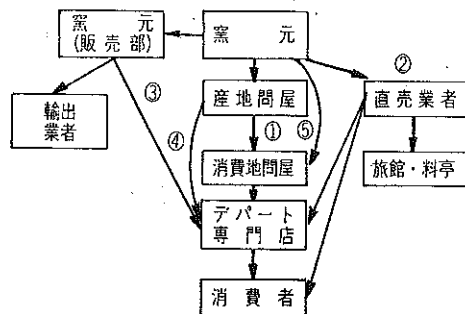 窯元
(販売部)
窯元
②
③
産地問屋
直売業者
輸出
業者
④
①
⑤
消費地問屋
旅館・料亭
デパート
専門店
消費者